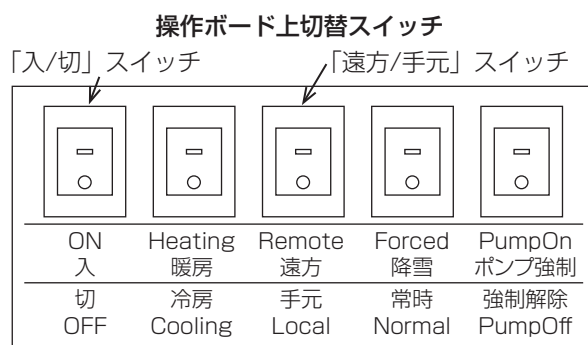 操作ボード上切替スイッチ
「入/切」スイッチ 「遠方/手元」スイッチ
ON Heating Remote Forced PumpOn
入 暖房 遠方 降雪 ポンプ強制
切 冷房 手元 常時 強制解除
OFF Cooling Local Normal PumpOff